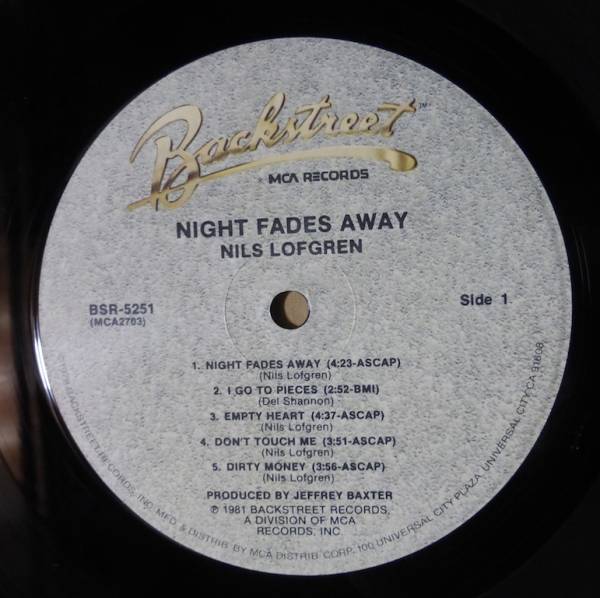 Backstreet™
MCA RECORDS
NIGHT FADES AWAY
NILS LOFGREN
BSR-5251
(MCA2703)
Side 1
1. NIGHT FADES AWAY (4:23-ASCAP)
(Nils Lofgren)
2. I GO TO PIECES (2:52-BMI)
(Del Shannon)
3. EMPTY HEART (4:37-ASCAP)
(Nils Lofgren)
4. DON'T TOUCH ME (3:51-ASCAP)
(Nils Lofgren)
5. DIRTY MONEY (3:56-ASCAP)
(Nils Lofgren)
PRODUCED BY JEFFREY BAXTER
℗ 1981 BACKSTREET RECORDS,
A DIVISION OF MCA
RECORDS, INC
BACKSTREET RECORDS, INC. MFD. & DISTRIB. BY MCA DISTRIB. CORP. 100 UNIVERSAL CITY PLAZA, UNIVERSAL CITY, CA 91608